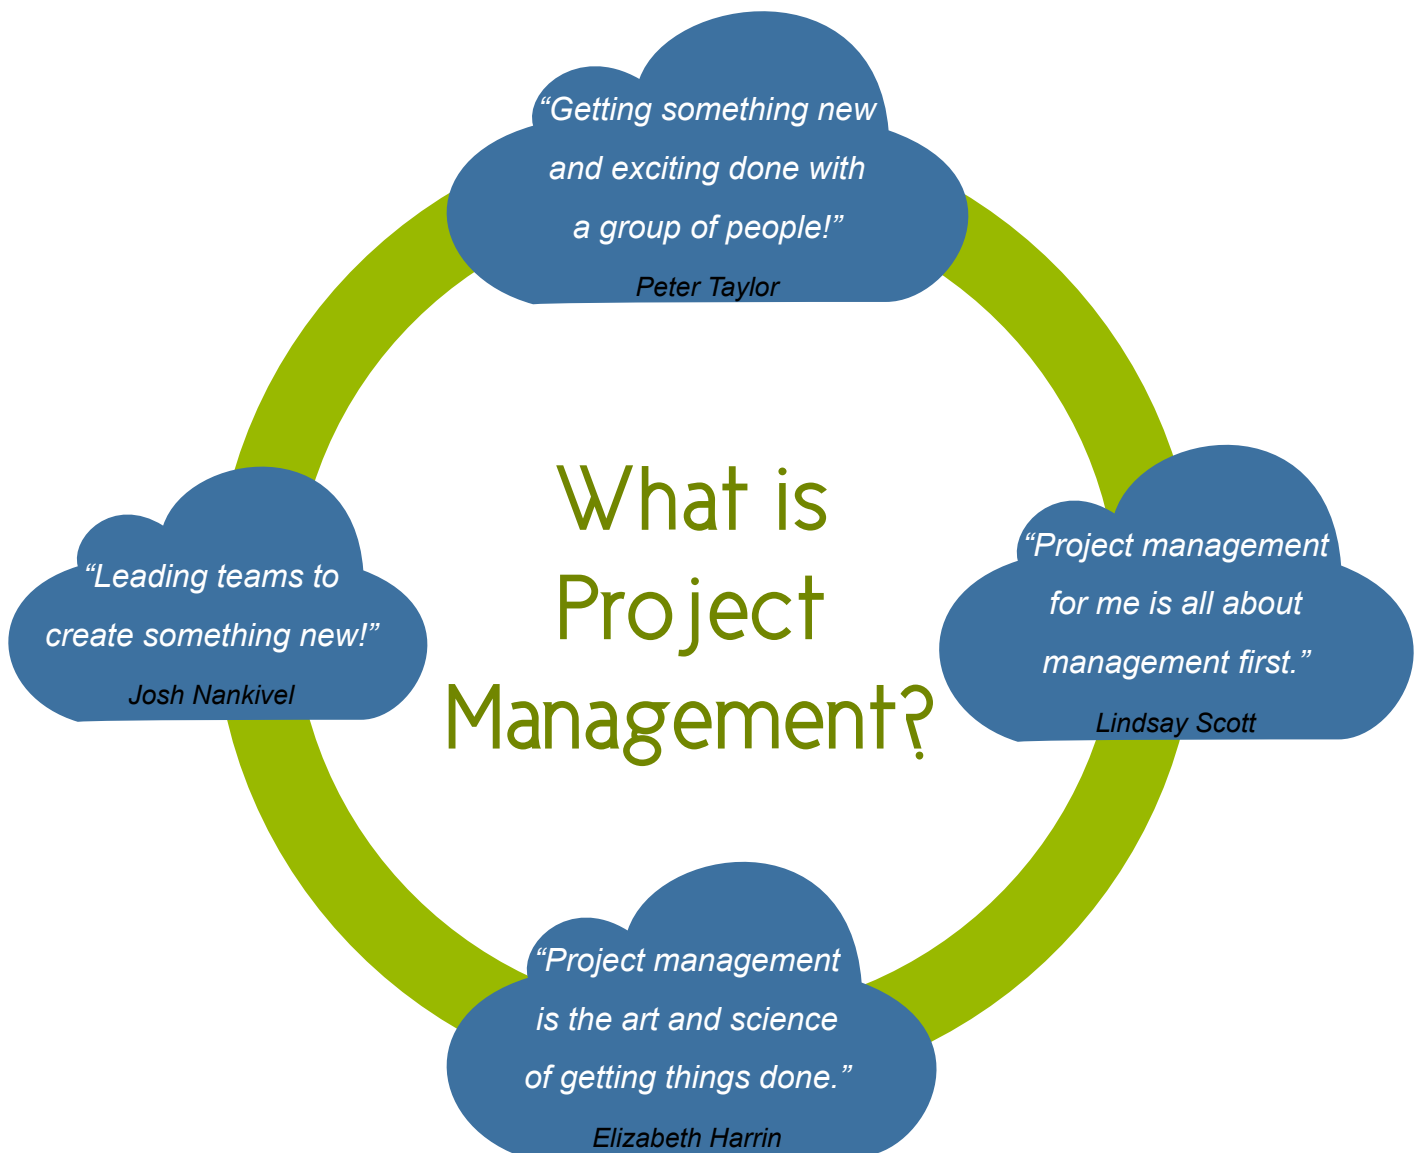 “Getting something new
and exciting done with
a group of people!”
Peter Taylor
What is
Project
Management?
“Leading teams to
create something new!”
Josh Nankivel
“Project management
for me is all about
management first.”
Lindsay Scott
“Project management
is the art and science
of getting things done.”
Elizabeth Harrin